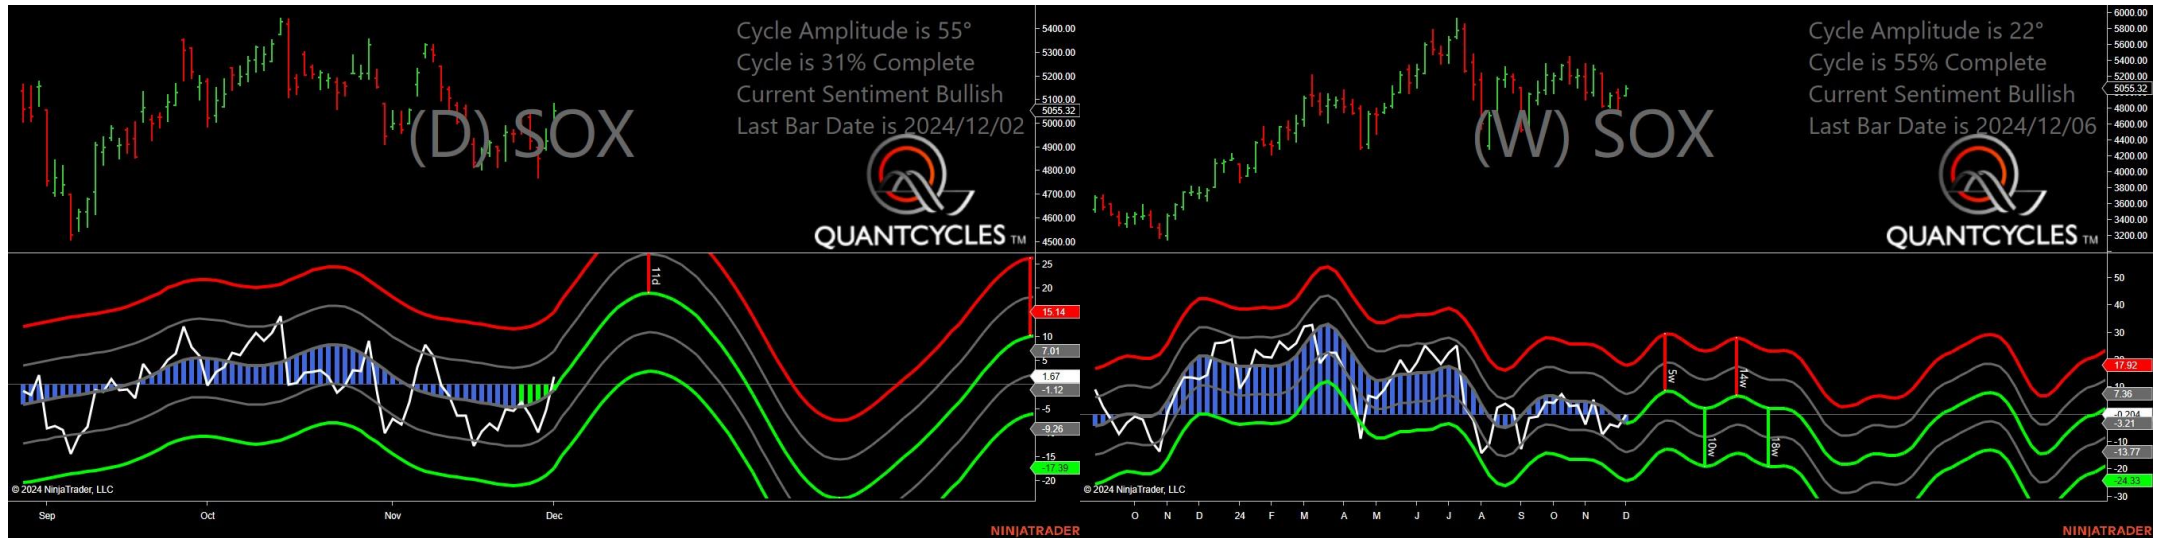 Cycle Amplitude is 55°
Cycle is 31% Complete
Current Sentiment Bullish
Last Bar Date is 2024/12/02
(D) SOX
QUANTCYCLES TM
5400.00
5300.00
5200.00
5100.00
5055.32
5000.00
4900.00
4800.00
4700.00
4600.00
4500.00
11d
25
20
15.14
10
7.01
5
1.67
-1.12
-5
-9.26
-15
-17.39
-20
© 2024 NinjaTrader, LLC
Sep
Oct
Nov
Dec
NINJATRADER
Cycle Amplitude is 22°
Cycle is 55% Complete
Current Sentiment Bullish
Last Bar Date is 2024/12/06
(W) SOX
QUANTCYCLES TM
6000.00
5800.00
5600.00
5400.00
5200.00
5055.32
4800.00
4600.00
4400.00
4200.00
4000.00
3800.00
3600.00
3400.00
3200.00
5w
14w
10w
18w
50
40
30
17.92
10
7.36
-0.204
-3.21
-10
-13.77
-20
-24.33
-30
© 2024 NinjaTrader, LLC
O
N
D
24
F
M
A
M
J
J
A
S
O
N
D
NINJATRADER